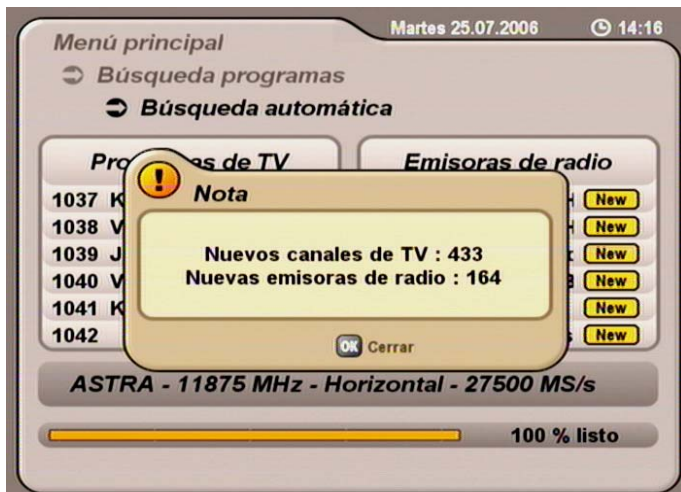 Martes 25.07.2006 14:16
Menú principal
Búsqueda programas
Búsqueda automática
Emisoras de radio
de TV
Nota
1037 K
New
1038 V
New
1039 J
New
Nuevos canales de TV : 433
1040 V
New
Nuevas emisoras de radio : 164
1041 K
New
1042
New
OK Cerrar
ASTRA - 11875 MHz - Horizontal - 27500 MS/s
100 % listo